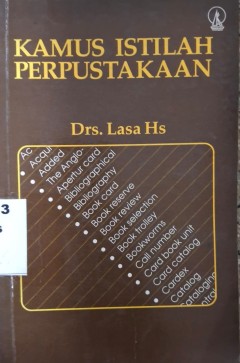 KAMUS ISTILAH
PERPUSTAKAAN
Drs. Lasa Hs
Ac
Acqui
Added
The Anglo-
Apertur card
Bibliographical
Bibliography
Book card
Book reserve
Book review
Book selection
Book trolley
Bookworms
Call number
Card book unit
Card catalog
Cardex
Catalog
Cataloging
3
s